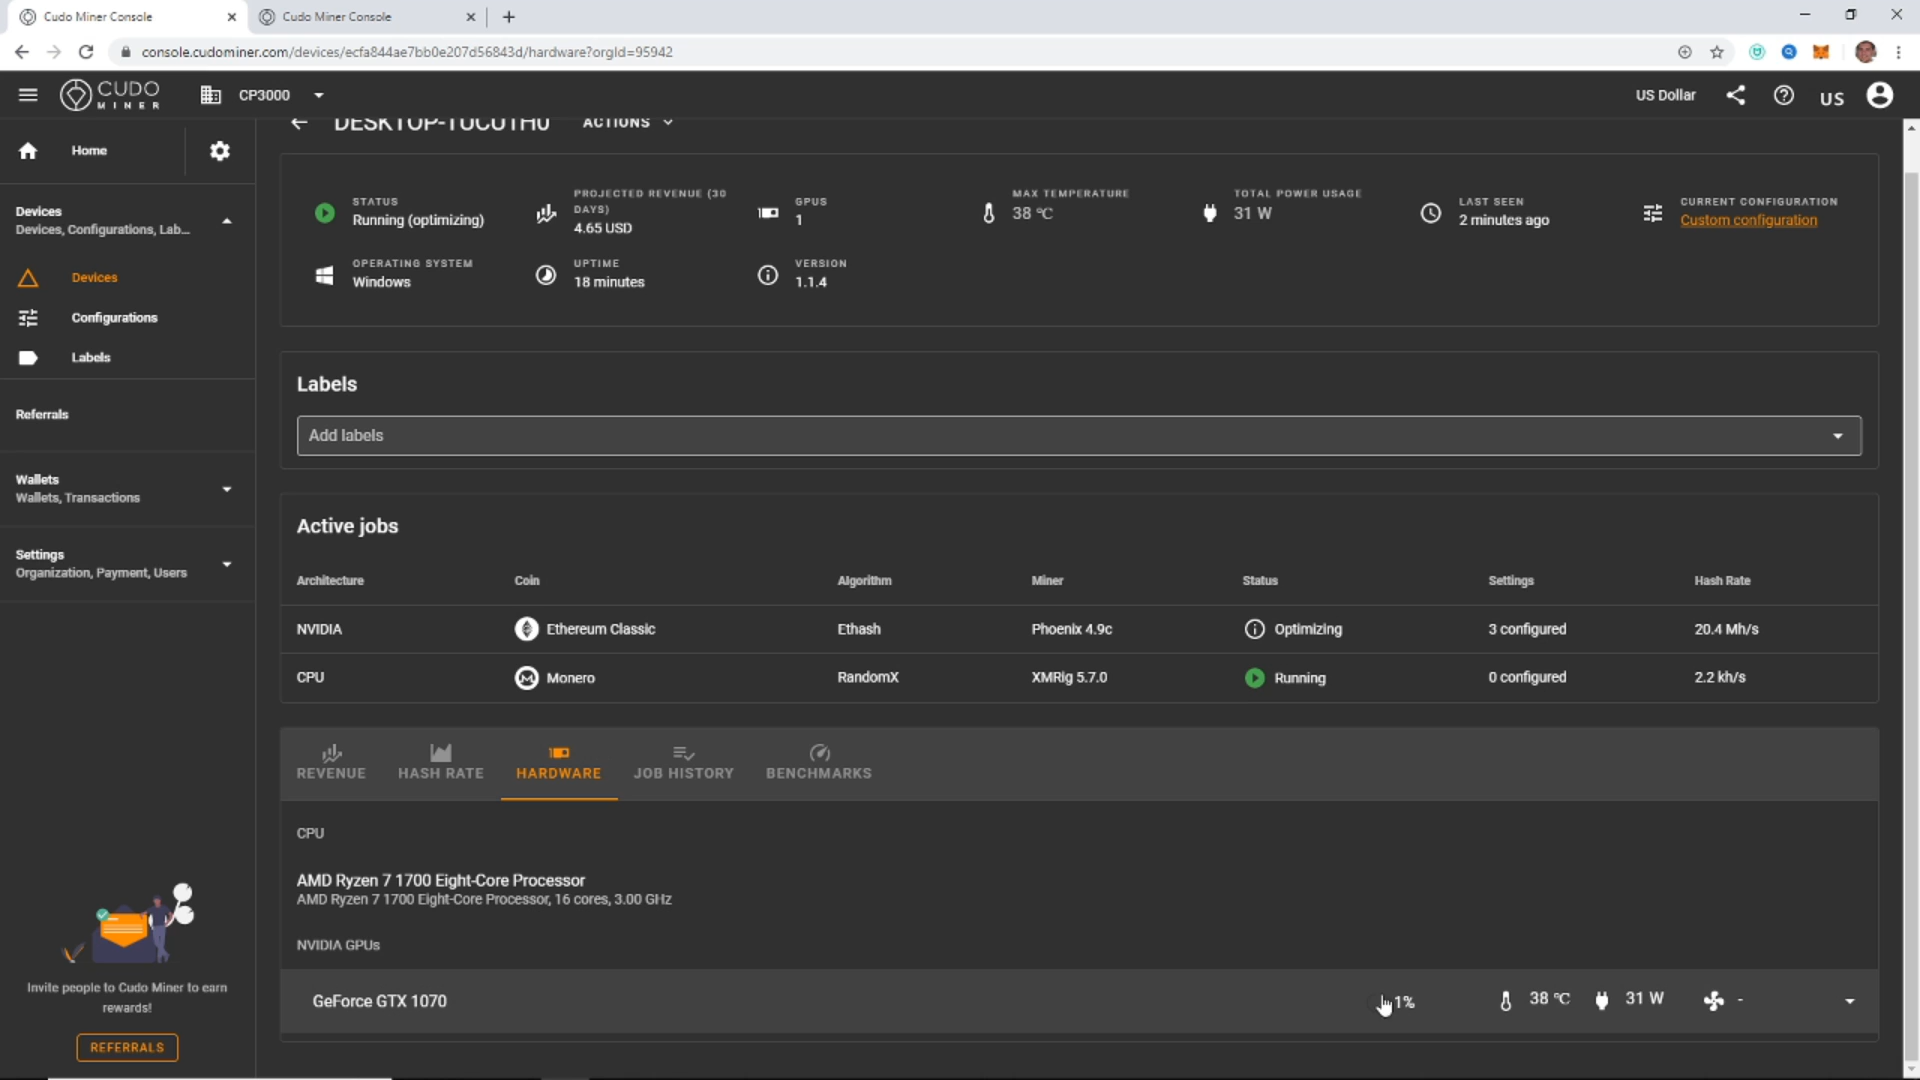 Cudo Miner Console
Cudo Miner Console
console.cudominer.com/devices/ecfa844ae7bb0e207d56843d/hardware?orgId=95942
CUDO
MINER
CP3000
US Dollar
US
Home
DESKTOP-TUCUTHU
ACTIONS
Devices
Devices, Configurations, Lab...
Devices
Configurations
Labels
Referrals
Wallets
Wallets, Transactions
Settings
Organization, Payment, Users
Invite people to Cudo Miner to earn
rewards!
REFERRALS
STATUS
Running (optimizing)
PROJECTED REVENUE (30
DAYS)
4.65 USD
GPUS
1
MAX TEMPERATURE
38 °C
TOTAL POWER USAGE
31 W
LAST SEEN
2 minutes ago
CURRENT CONFIGURATION
Custom configuration
OPERATING SYSTEM
Windows
UPTIME
18 minutes
VERSION
1.1.4
Labels
Add labels
Active jobs
Architecture Coin Algorithm Miner Status Settings Hash Rate
NVIDIA Ethereum Classic Ethash Phoenix 4.9c Optimizing 3 configured 20.4 Mh/s
CPU Monero RandomX XMRig 5.7.0 Running 0 configured 2.2 kh/s
REVENUE HASH RATE HARDWARE JOB HISTORY BENCHMARKS
CPU
AMD Ryzen 7 1700 Eight-Core Processor
AMD Ryzen 7 1700 Eight-Core Processor, 16 cores, 3.00 GHz
NVIDIA GPUs
GeForce GTX 1070 1% 38 °C 31 W -